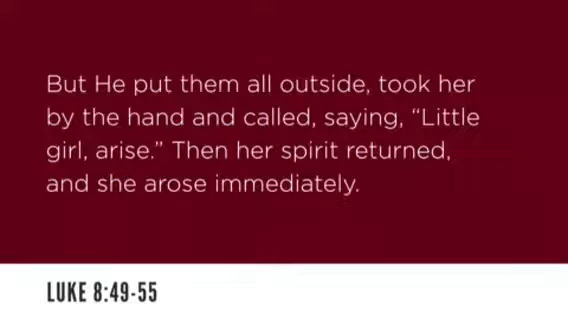 But He put them all outside, took her
by the hand and called, saying, “Little
girl, arise.” Then her spirit returned,
and she arose immediately.
LUKE 8:49-55